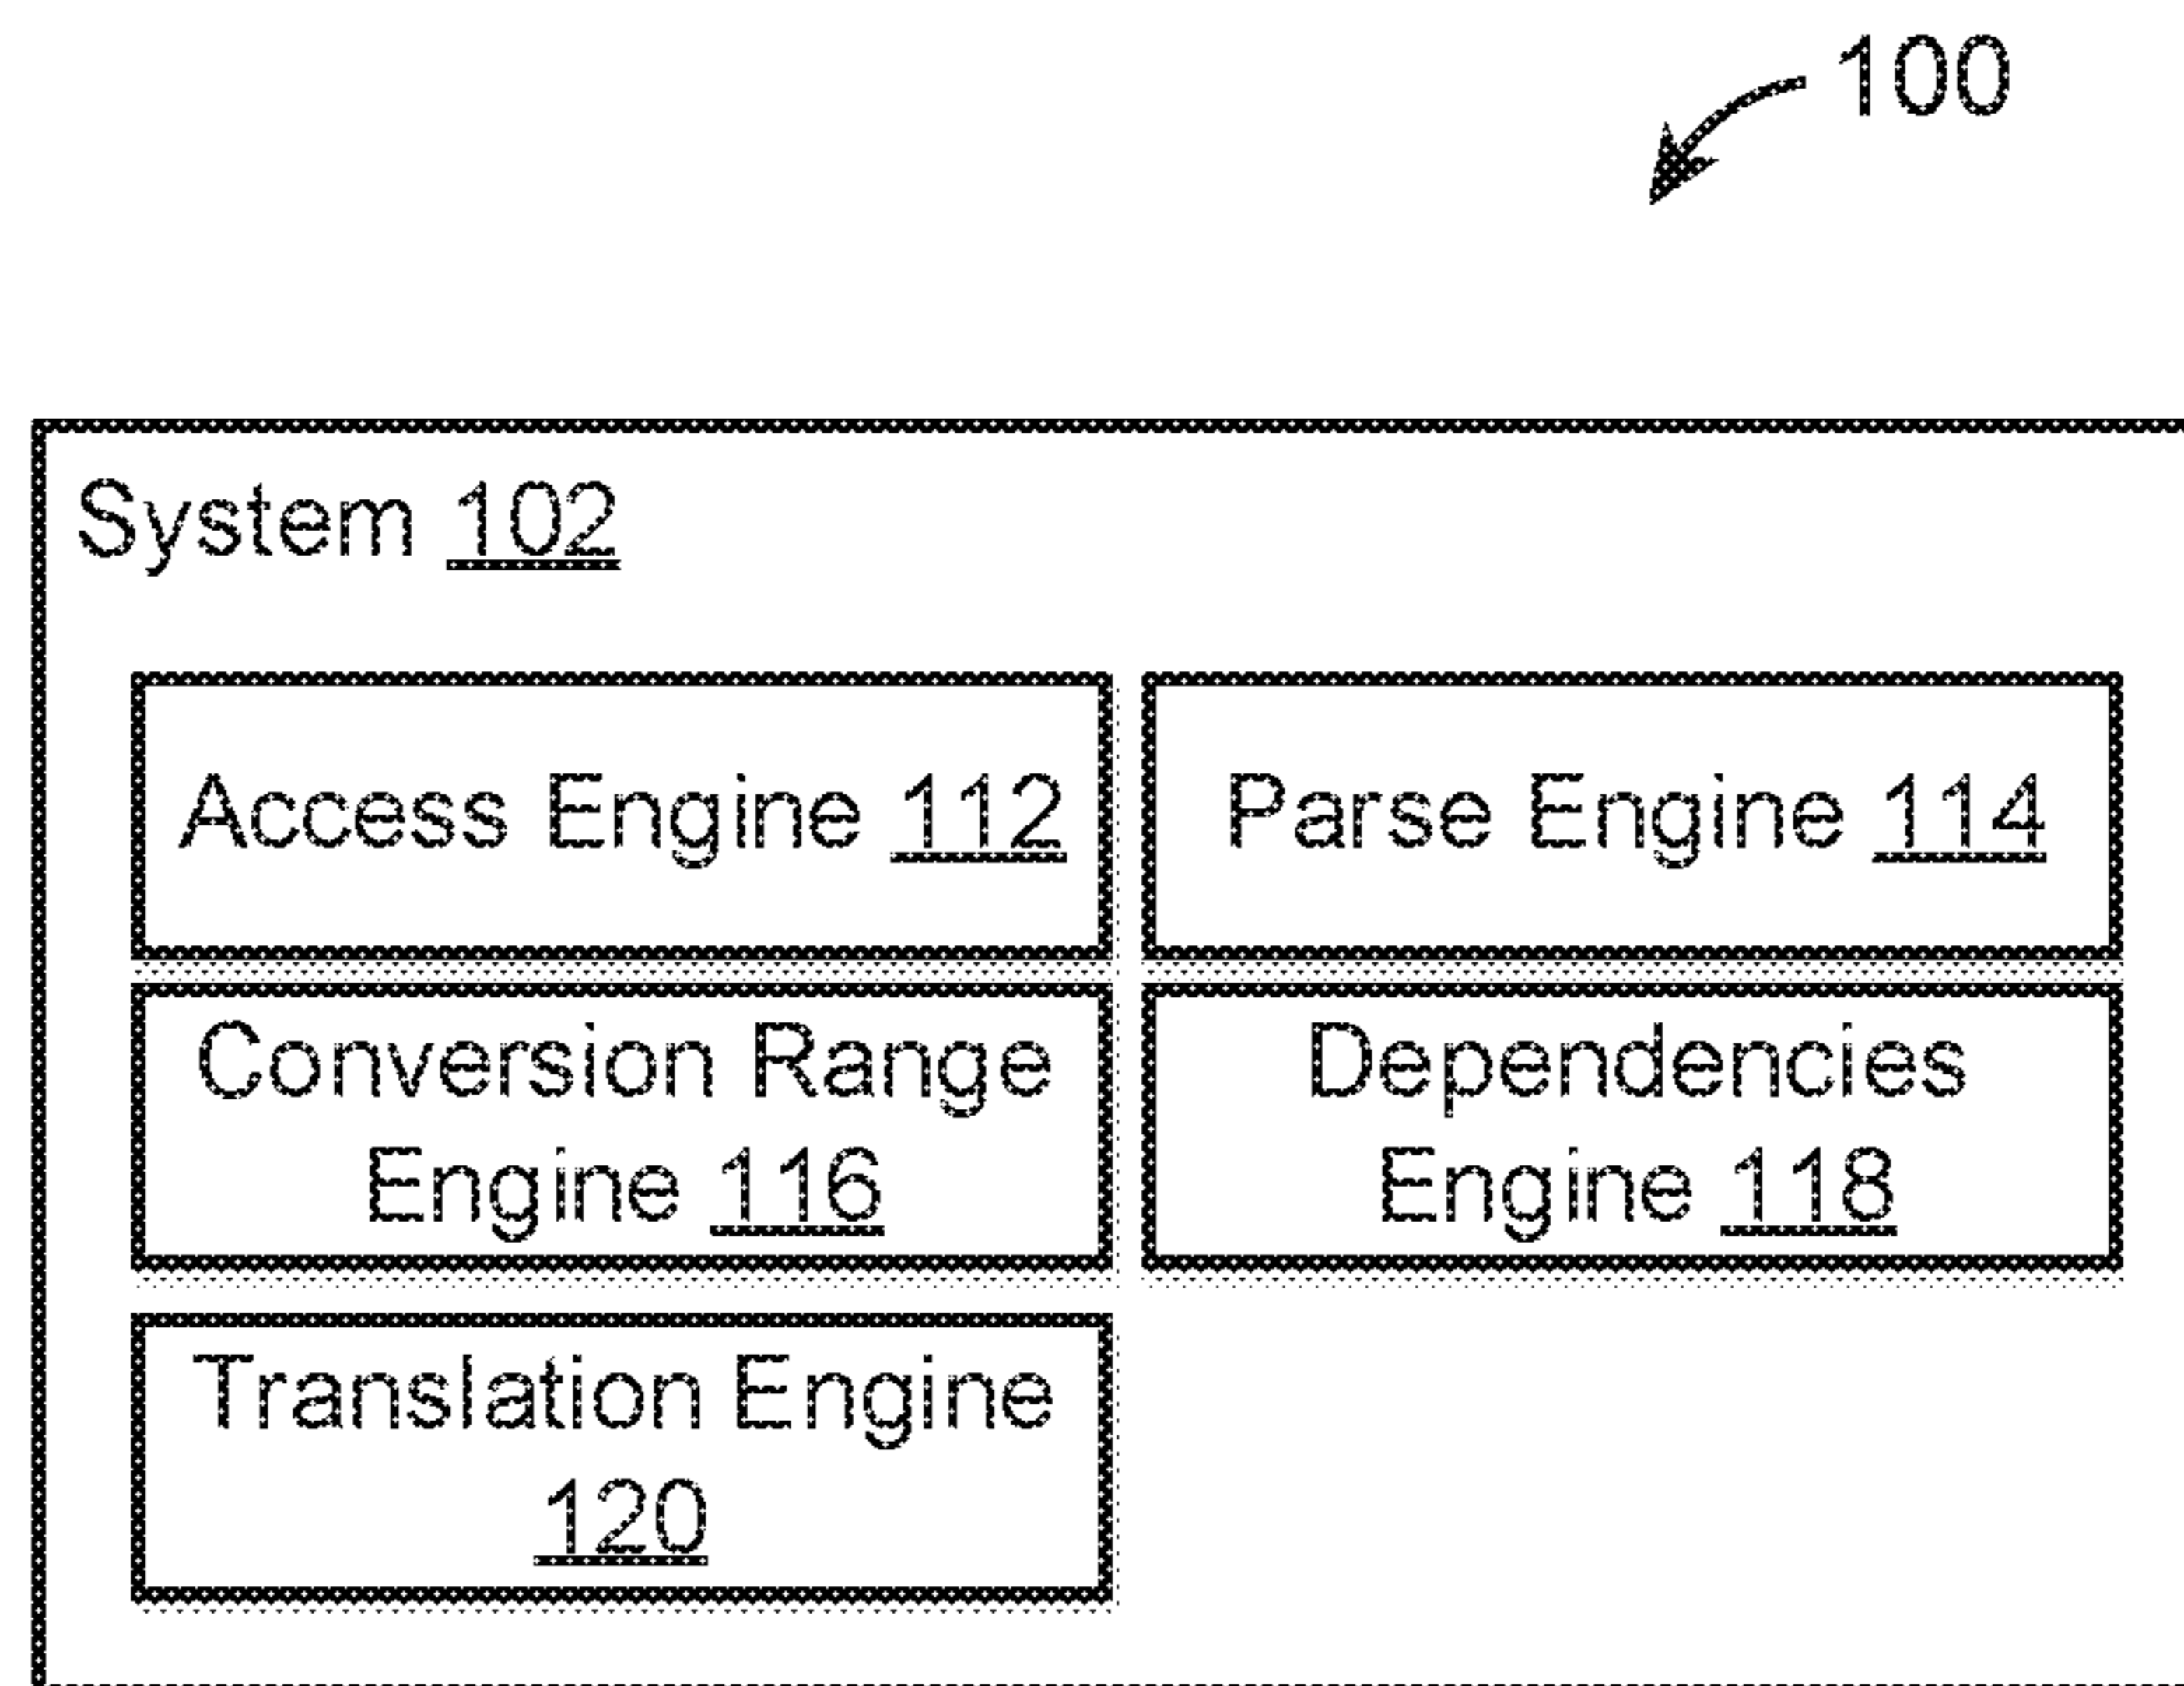 100
System 102
Access Engine 112
Parse Engine 114
Conversion Range
Engine 116
Dependencies
Engine 118
Translation Engine
120